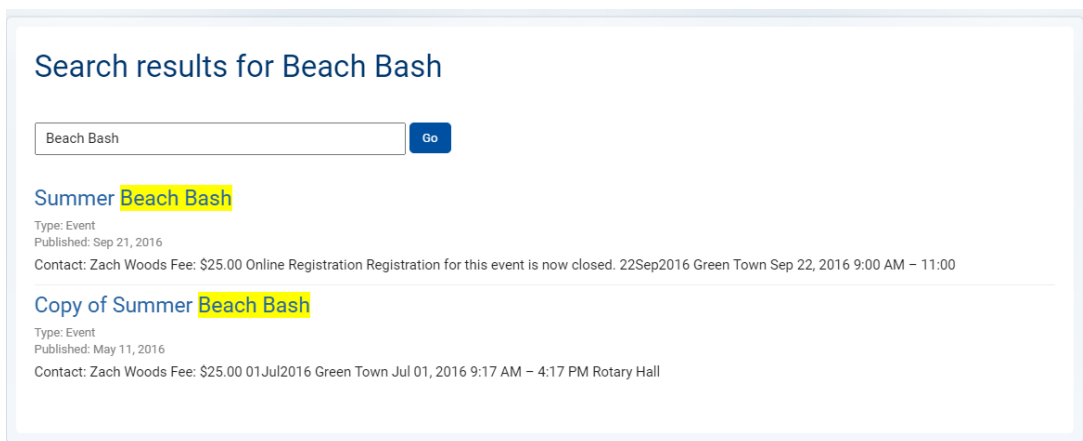 Search results for Beach Bash
Beach Bash
Go
Summer Beach Bash
Type: Event
Published: Sep 21, 2016
Contact: Zach Woods Fee: $25.00 Online Registration Registration for this event is now closed. 22Sep2016 Green Town Sep 22, 2016 9:00 AM – 11:00
Copy of Summer Beach Bash
Type: Event
Published: May 11, 2016
Contact: Zach Woods Fee: $25.00 01Jul2016 Green Town Jul 01, 2016 9:17 AM – 4:17 PM Rotary Hall